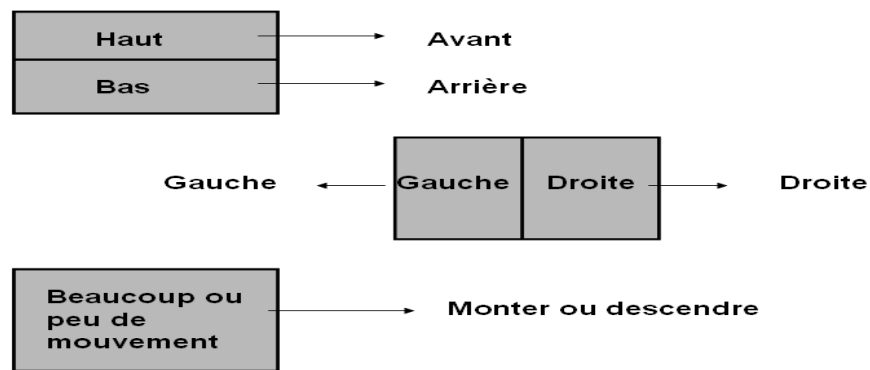 Haut Avant
Bas Arrière
Gauche Gauche Droite Droite
Beaucoup ou
peu de
mouvement
Monter ou descendre